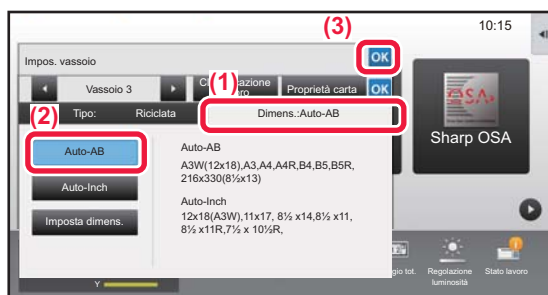 (3)
10:15
Impos. vassoio
OK
Vassoio 3
(1)
Proprietà carta
OK
(2)
Tipo:
Riciclata
Dimens.:Auto-AB
Auto-AB
Auto-AB
A3W(12x18),A3,A4,A4R,B4,B5,B5R,
216x330(8½x13)
Auto-Inch
Auto-Inch
12x18(A3W),11x17, 8½ x14,8½ x11,
8½ x11R,7½ x 10½R,
Imposta dimens.
OSA
Sharp OSA
tot.
Regolazione
luminosità
Stato lavoro
Y